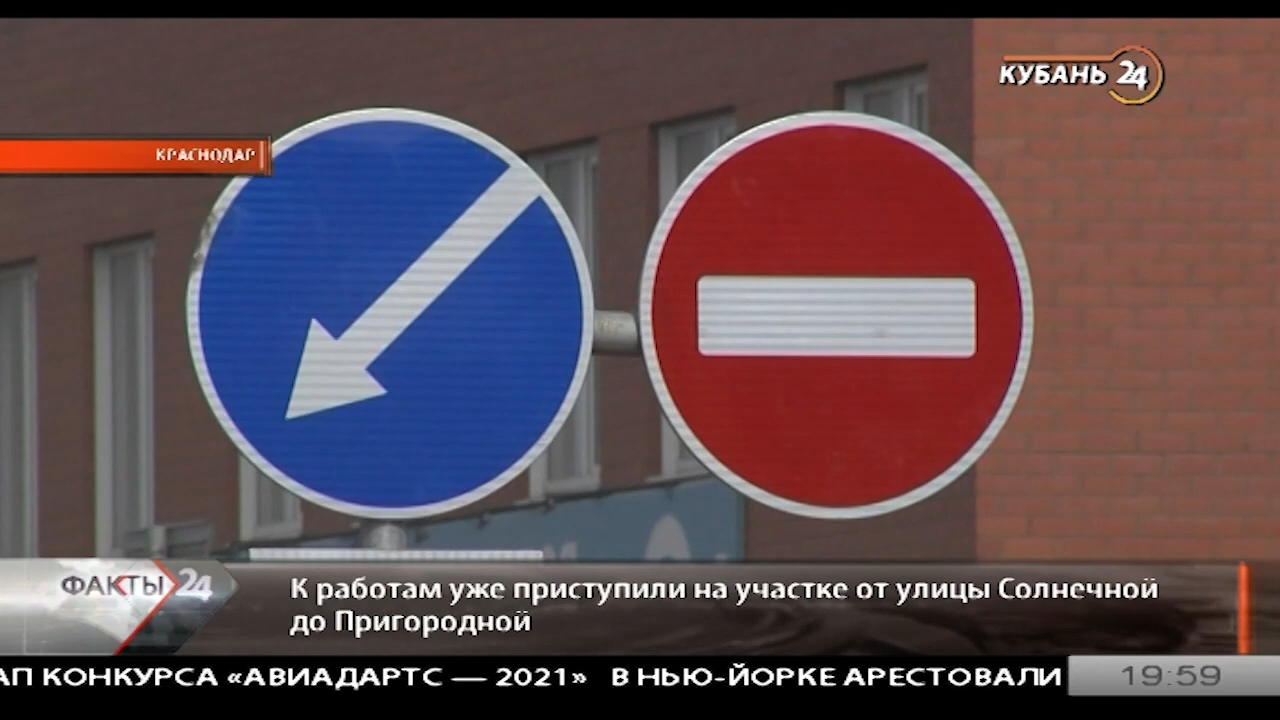 КУБАНЬ 24
КРАСНОДАР
ФАКТЫ 24
К работам уже приступили на участке от улицы Солнечной
до Пригородной
АП КОНКУРСА «АВИАДАРТС — 2021» В НЬЮ-ЙОРКЕ АРЕСТОВАЛИ
19:59